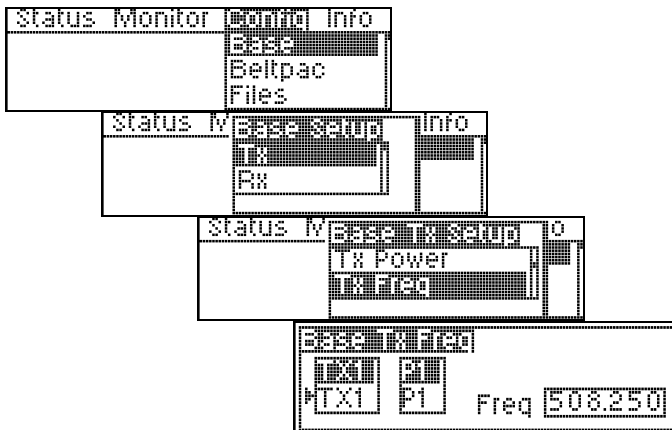 Status Monitor Config Info
Base
Beltpac
Files
Status M Base Setup Info
Tx
Rx
Status M Base Tx Setup o
Tx Power
Tx Freq
Base Tx Freq
TX1 P1
TX1 P1 Freq 508.250